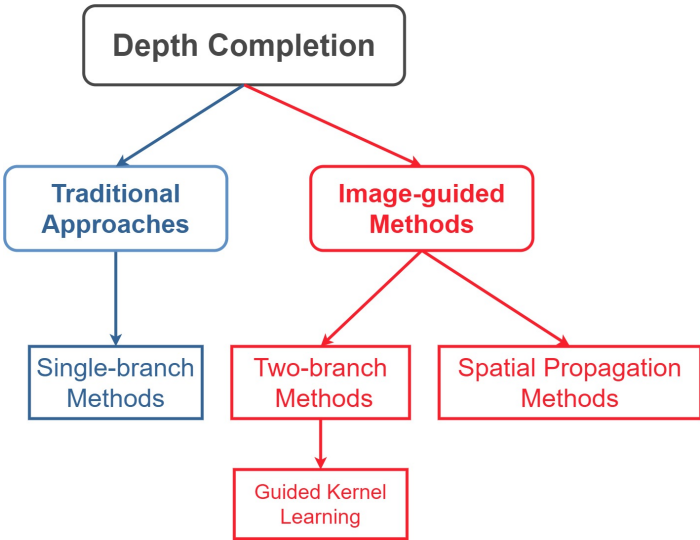 Depth Completion
Traditional
Approaches
Image-guided
Methods
Single-branch
Methods
Two-branch
Methods
Spatial Propagation
Methods
Guided Kernel
Learning